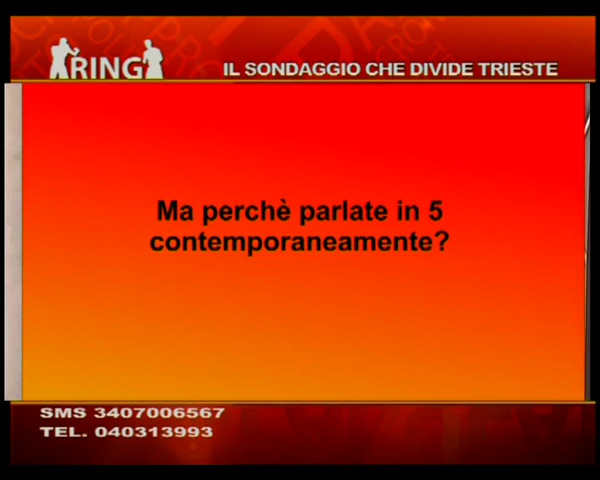 RING
IL SONDAGGIO CHE DIVIDE TRIESTE
Ma perchè parlate in 5
contemporaneamente?
SMS 3407006567
TEL. 040313993